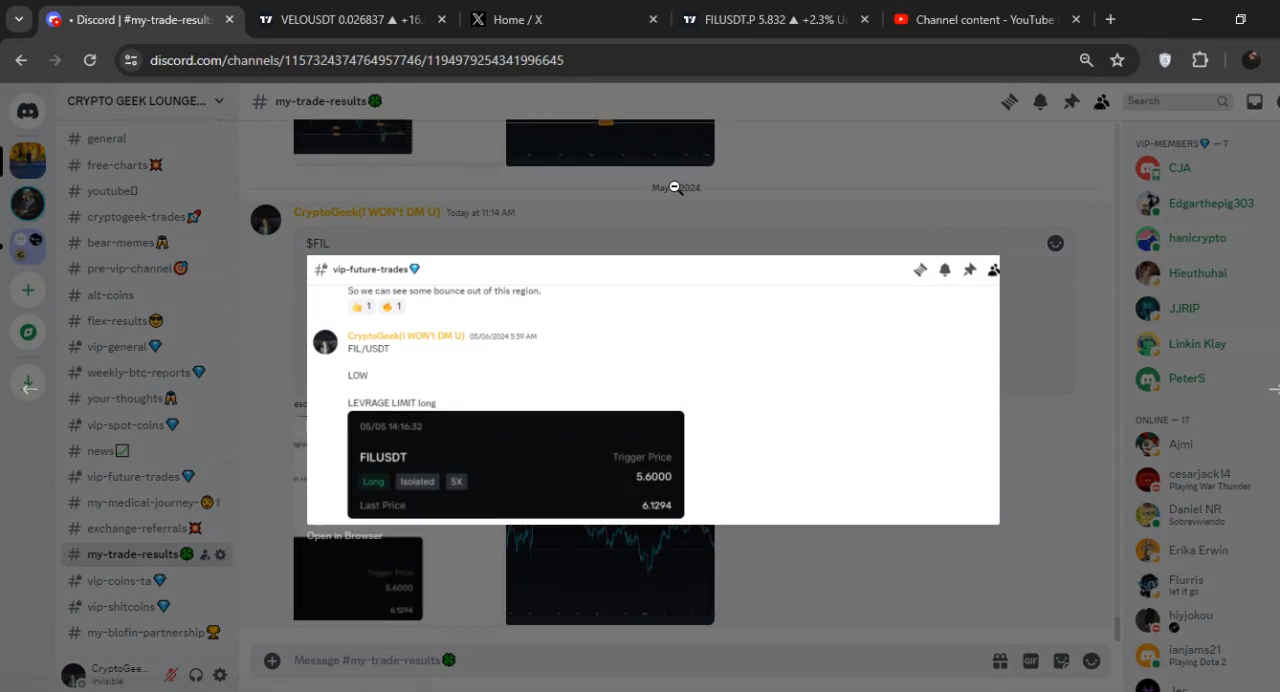 • Discord | #my-trade-results
VELOUSDT 0.026837 ▲ +16.
Home / X
FILUSDT.P 5.832 ▲ +2.3% U
Channel content - YouTube
discord.com/channels/1157324374764957746/1194979254341996645
CRYPTO GEEK LOUNGE...
# my-trade-results🍀
Search
# general
# free-charts💥
# youtube▯
# cryptogeek-trades🚀
# bear-memes
# pre-vip-channel🎯
# alt-coins
# flex-results😎
# vip-general💎
# weekly-btc-reports💎
# your-thoughts
# vip-spot-coins💎
# news✅
# vip-future-trades💎
# my-medical-journey-
# exchange-referrals💥
# my-trade-results🍀
# vip-coins-ta💎
# vip-shitcoins💎
# my-blofin-partnership🏆
CryptoGee...
Invisible
May 2024
CryptoGeek(I WON'T DM U) Today at 11:14 AM
$FIL
# vip-future-trades💎
So we can see some bounce out of this region.
👍 1 🔥 1
CryptoGeek(I WON'T DM U) 05/06/2024 5:59 AM
FIL/USDT
LOW
LEVRAGE LIMIT long
05/05 14:16:32
FILUSDT
Trigger Price
Long Isolated 5X
5.6000
Last Price
6.1294
Open in Browser
Trigger Price
5.6000
6.1294
Message #my-trade-results🍀
GIF
VIP-MEMBERS💎 — 7
CJA
Edgarthepig303
hanicrypto
Hieuthuhai
JJRIP
Linkin Klay
PeterS
ONLINE — 17
Ajmi
cesarjack14
Playing War Thunder
Daniel NR
Sobreviviendo
Erika Erwin
Flurris
let it go
hiyjokou
ianjams21
Playing Dota 2